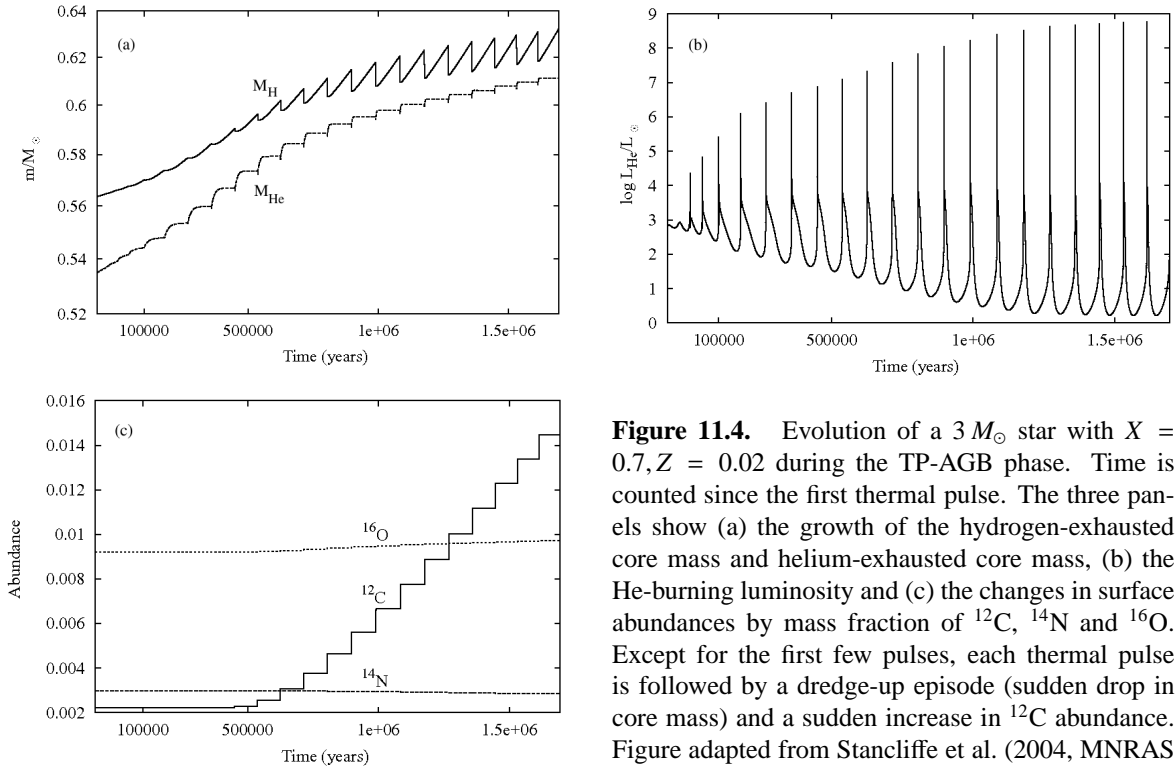 0.64
(a)
0.62
M_H
0.6
m/M_⊙
0.58
M_He
0.56
0.54
0.52
100000 500000 1e+06 1.5e+06
Time (years)
9
(b)
8
7
6
log L_He/L_⊙
5
4
3
2
1
0
100000 500000 1e+06 1.5e+06
Time (years)
0.016
(c)
0.014
0.012
0.01
^16O
Abundance
0.008
^12C
0.006
0.004
^14N
0.002
100000 500000 1e+06 1.5e+06
Time (years)
Figure 11.4. Evolution of a 3 M_⊙ star with X =
0.7, Z = 0.02 during the TP-AGB phase. Time is
counted since the first thermal pulse. The three pan-
els show (a) the growth of the hydrogen-exhausted
core mass and helium-exhausted core mass, (b) the
He-burning luminosity and (c) the changes in surface
abundances by mass fraction of ^12C, ^14N and ^16O.
Except for the first few pulses, each thermal pulse
is followed by a dredge-up episode (sudden drop in
core mass) and a sudden increase in ^12C abundance.
Figure adapted from Stancliffe et al. (2004, MNRAS